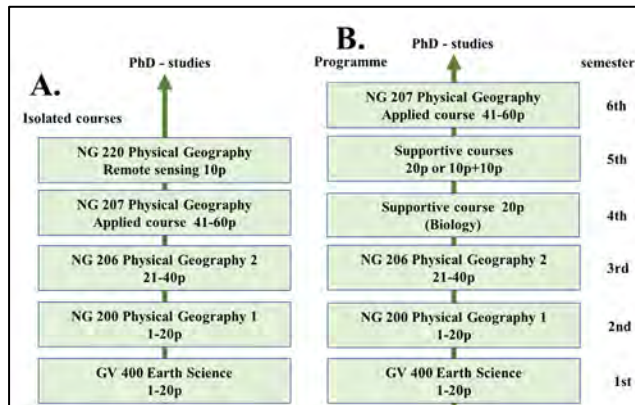 A.
PhD - studies
Isolated courses
NG 220 Physical Geography
Remote sensing 10p
NG 207 Physical Geography
Applied course 41-60p
NG 206 Physical Geography 2
21-40p
NG 200 Physical Geography 1
1-20p
GV 400 Earth Science
1-20p
B.
PhD - studies
Programme
semester
NG 207 Physical Geography
Applied course 41-60p
6th
Supportive courses
20p or 10p+10p
5th
Supportive course 20p
(Biology)
4th
NG 206 Physical Geography 2
21-40p
3rd
NG 200 Physical Geography 1
1-20p
2nd
GV 400 Earth Science
1-20p
1st